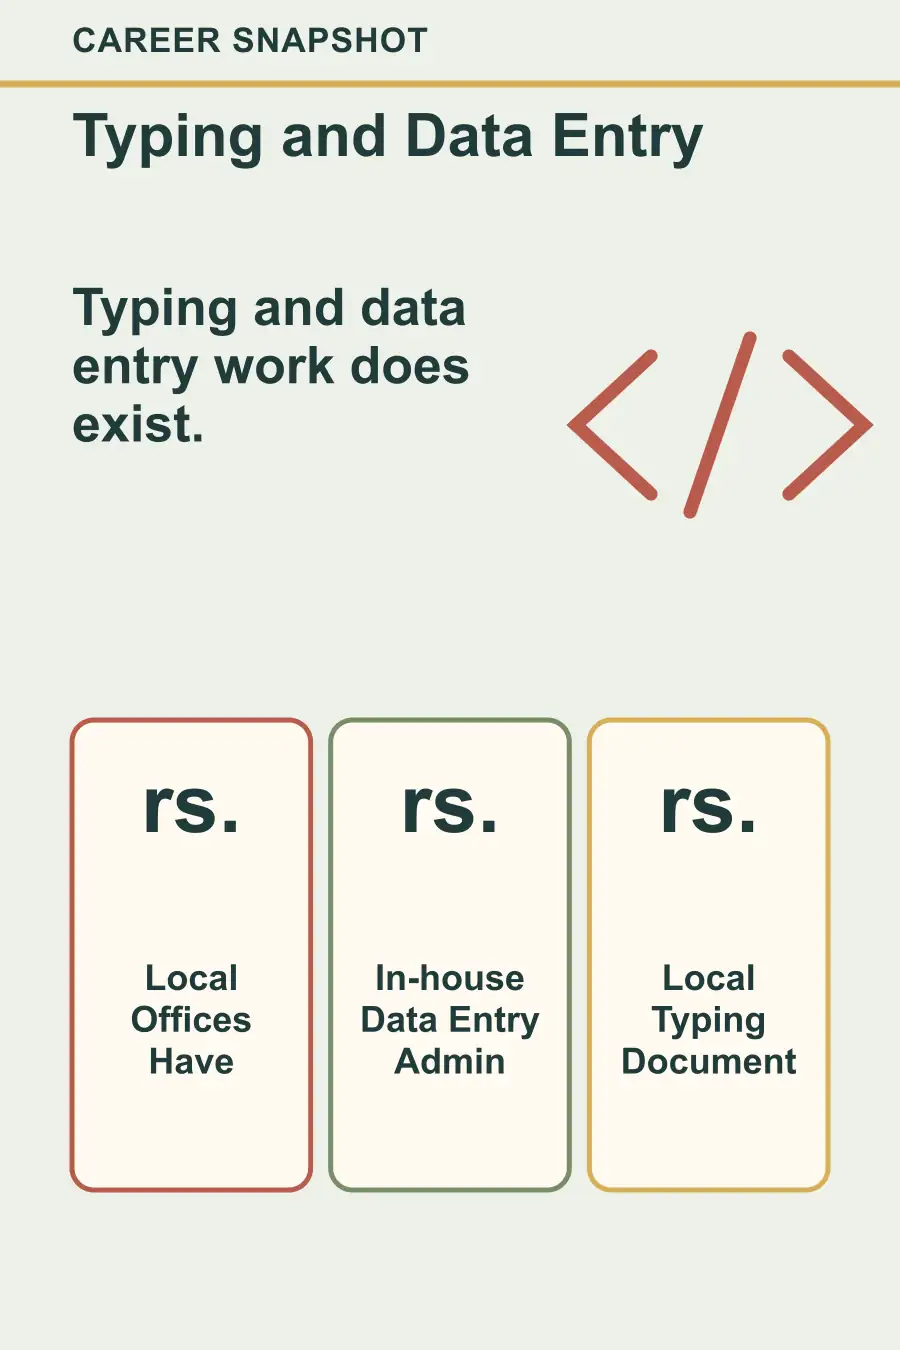 CAREER SNAPSHOT
Typing and Data Entry
Typing and data
entry work does
exist.
rs.
Local
Offices
Have
rs.
In-house
Data Entry
Admin
rs.
Local
Typing
Document